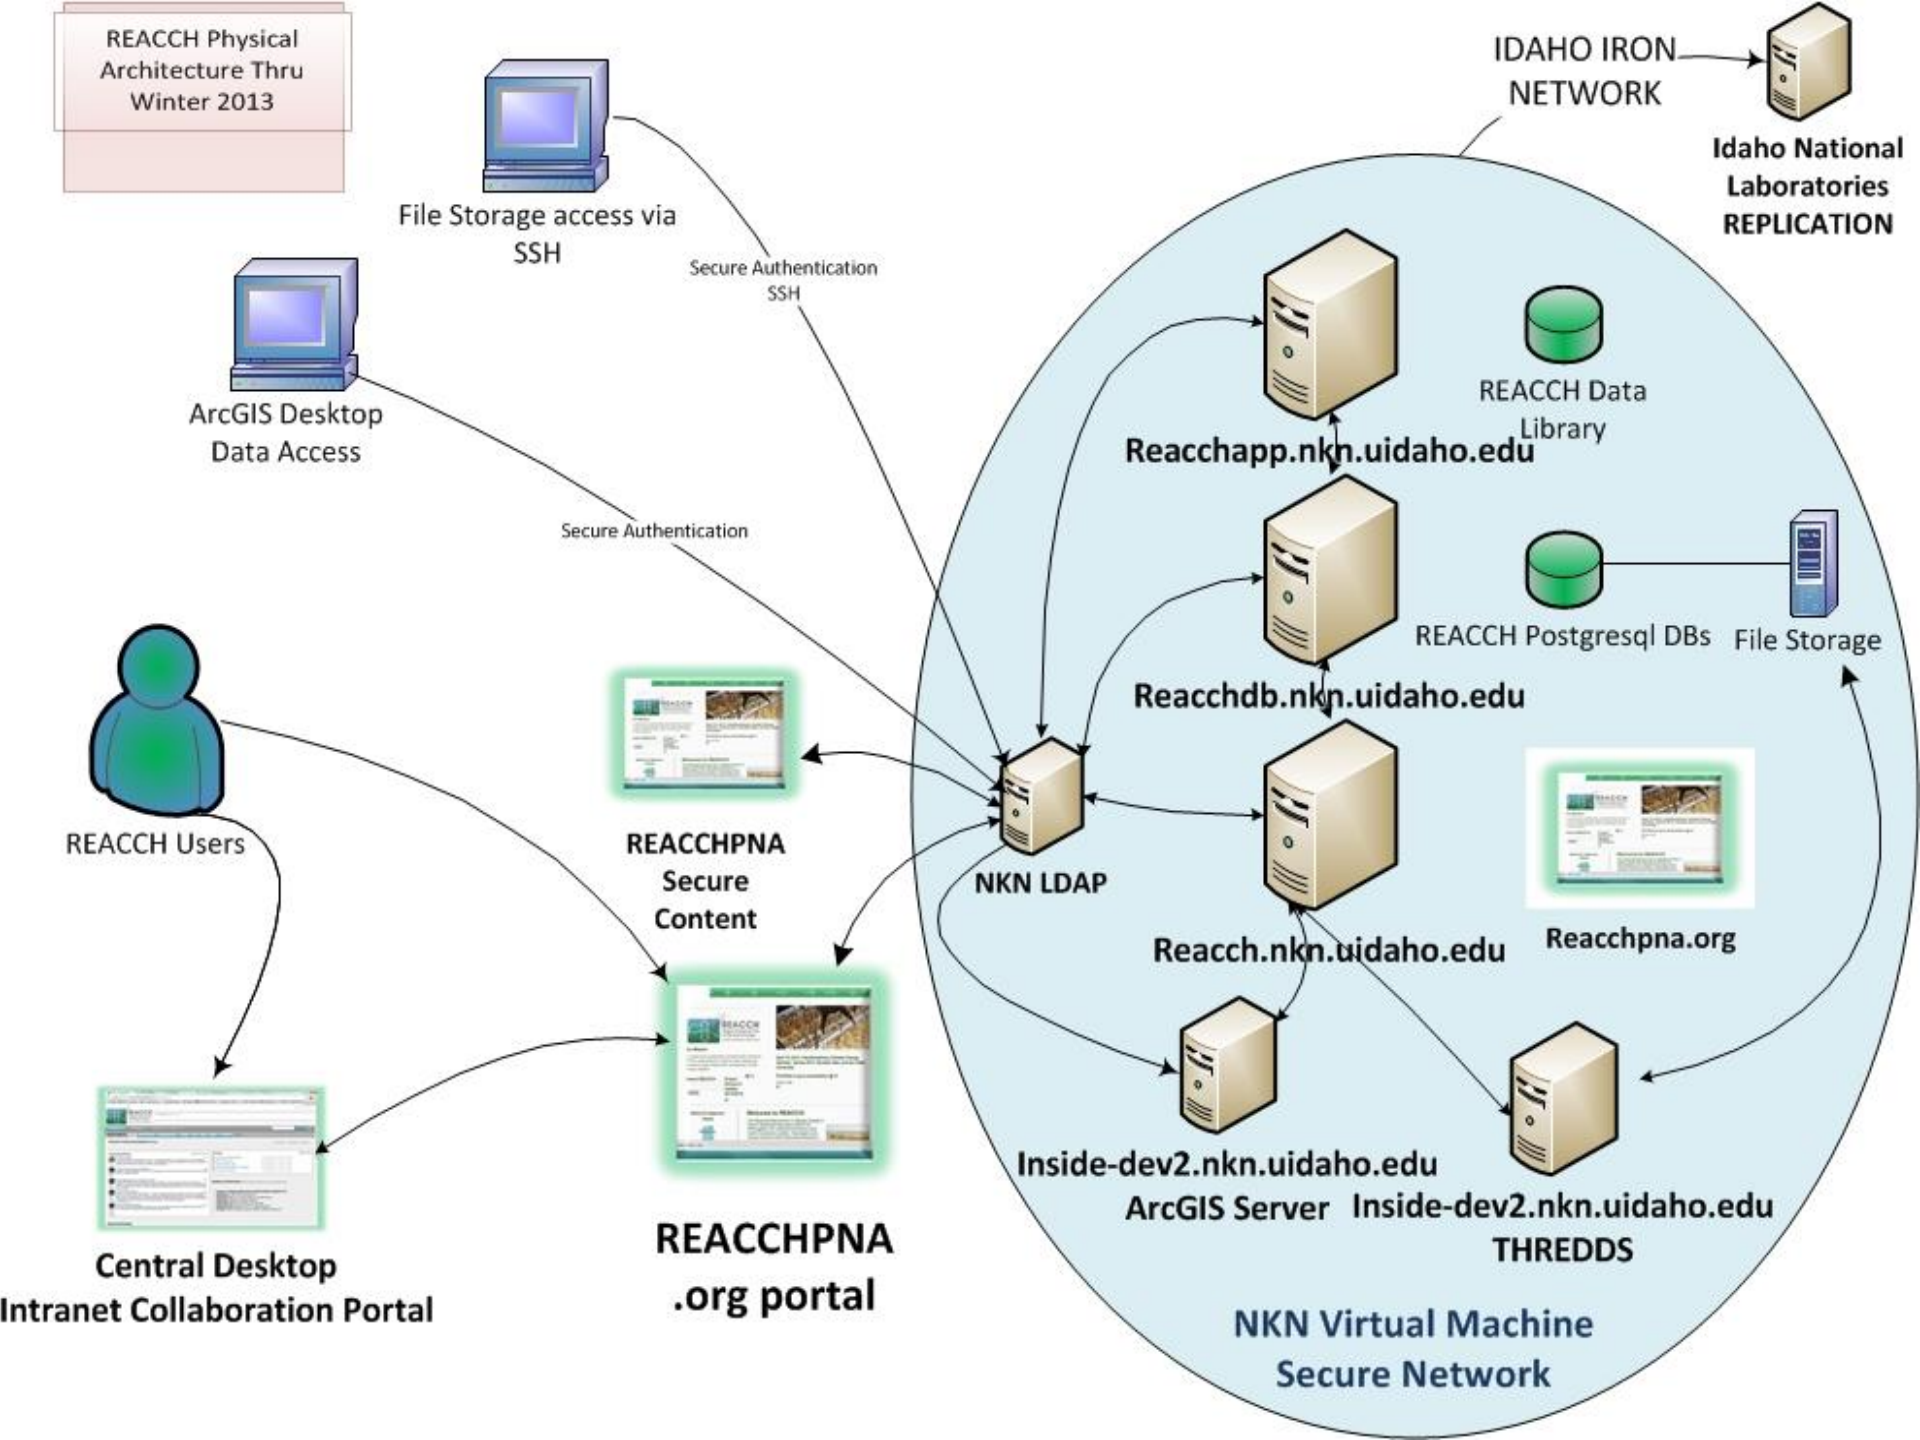 REACCH Physical
Architecture Thru
Winter 2013
File Storage access via
SSH
ArcGIS Desktop
Data Access
Secure Authentication
SSH
Secure Authentication
IDAHO IRON
NETWORK
Idaho National
Laboratories
REPLICATION
REACCH Data
Library
Reacchapp.nkn.uidaho.edu
REACCH Postgresql DBs
File Storage
Reacchdb.nkn.uidaho.edu
REACCH Users
REACCHPNA
Secure
Content
NKN LDAP
Reacch.nkn.uidaho.edu
Reacchpna.org
Inside-dev2.nkn.uidaho.edu
ArcGIS Server
Inside-dev2.nkn.uidaho.edu
THREDDS
Central Desktop
Intranet Collaboration Portal
REACCHPNA
.org portal
NKN Virtual Machine
Secure Network